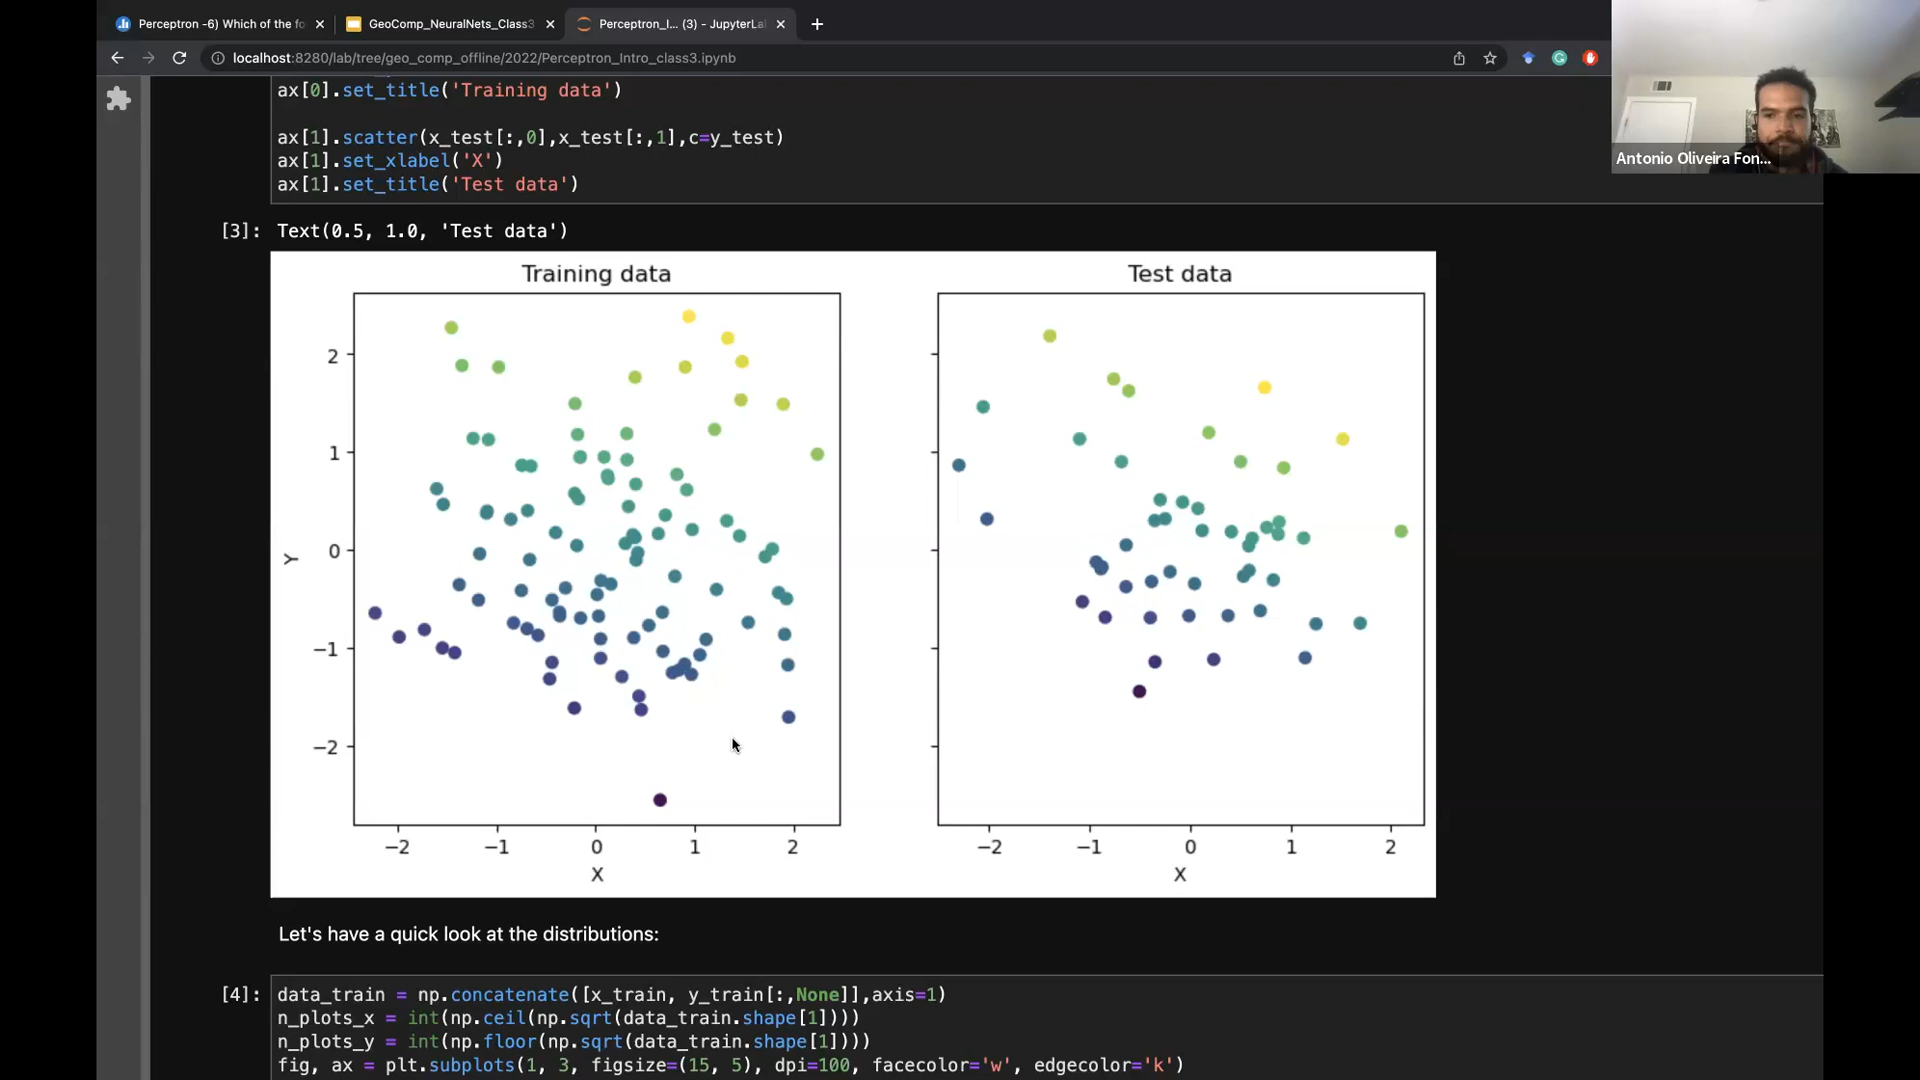 Perceptron -6) Which of the fo
GeoComp_NeuralNets_Class3
Perceptron_I... (3) - JupyterLa
localhost:8280/lab/tree/geo_comp_offline/2022/Perceptron_Intro_class3.ipynb
Antonio Oliveira Fon...
ax[0].set_title('Training data')
ax[1].scatter(x_test[:,0],x_test[:,1],c=y_test)
ax[1].set_xlabel('X')
ax[1].set_title('Test data')
[3]: Text(0.5, 1.0, 'Test data')
Training data
Test data
2
1
0
−1
−2
Y
−2 −1 0 1 2
X
−2 −1 0 1 2
X
Let's have a quick look at the distributions:
[4]: data_train = np.concatenate([x_train, y_train[:,None]],axis=1)
n_plots_x = int(np.ceil(np.sqrt(data_train.shape[1])))
n_plots_y = int(np.floor(np.sqrt(data_train.shape[1])))
fig, ax = plt.subplots(1, 3, figsize=(15, 5), dpi=100, facecolor='w', edgecolor='k')